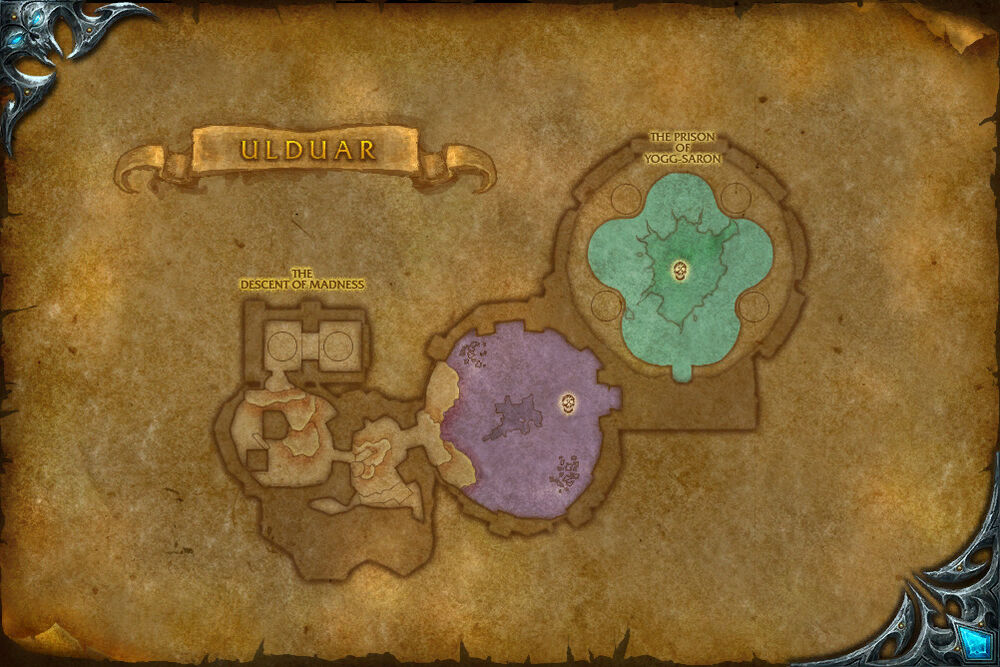 ULDUAR
THE PRISON
OF
YOGG-SARON
THE
DESCENT OF MADNESS